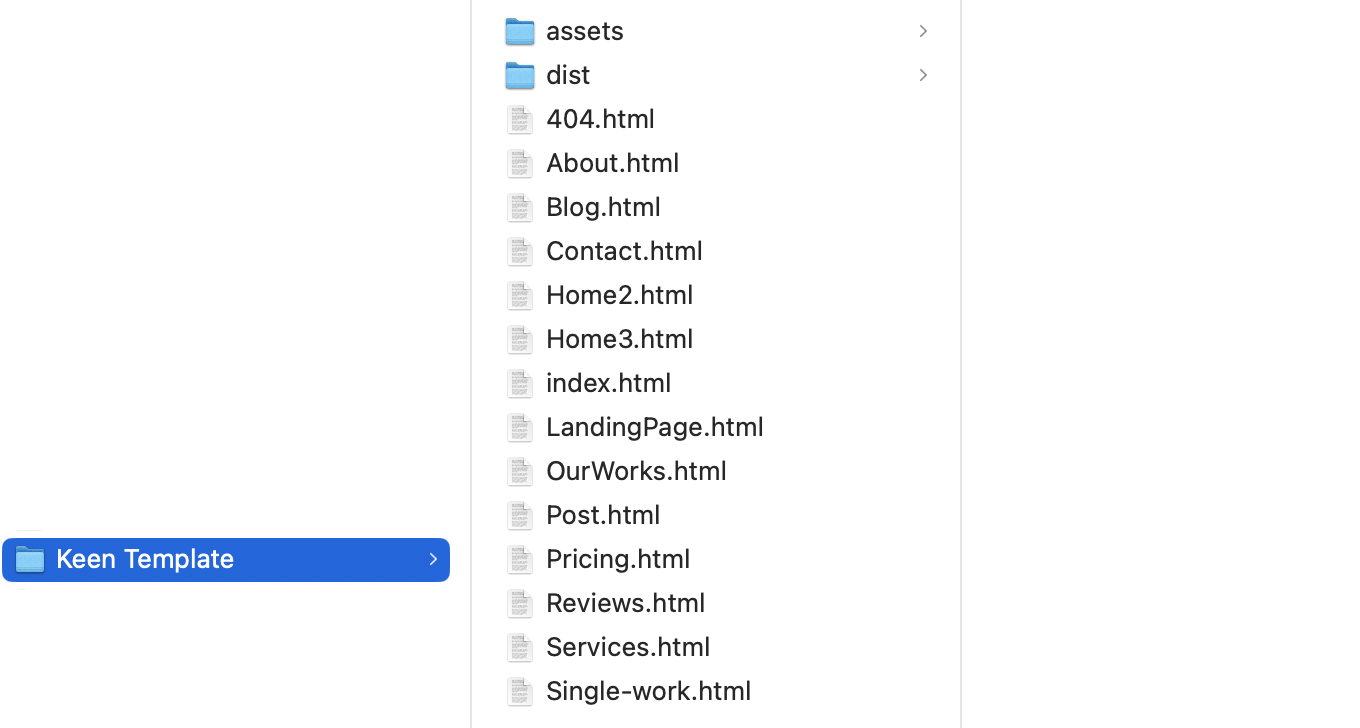 assets
dist
404.html
About.html
Blog.html
Contact.html
Home2.html
Home3.html
index.html
LandingPage.html
OurWorks.html
Post.html
Keen Template
Pricing.html
Reviews.html
Services.html
Single-work.html